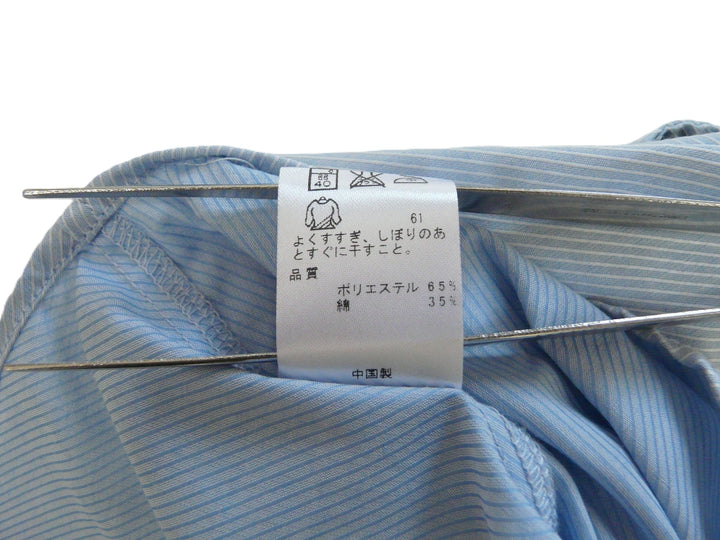 40
61
よくすすぎ、しぼりのあ
とすぐに干すこと。
品質
ポリエステル 65%
綿 35%
中国製